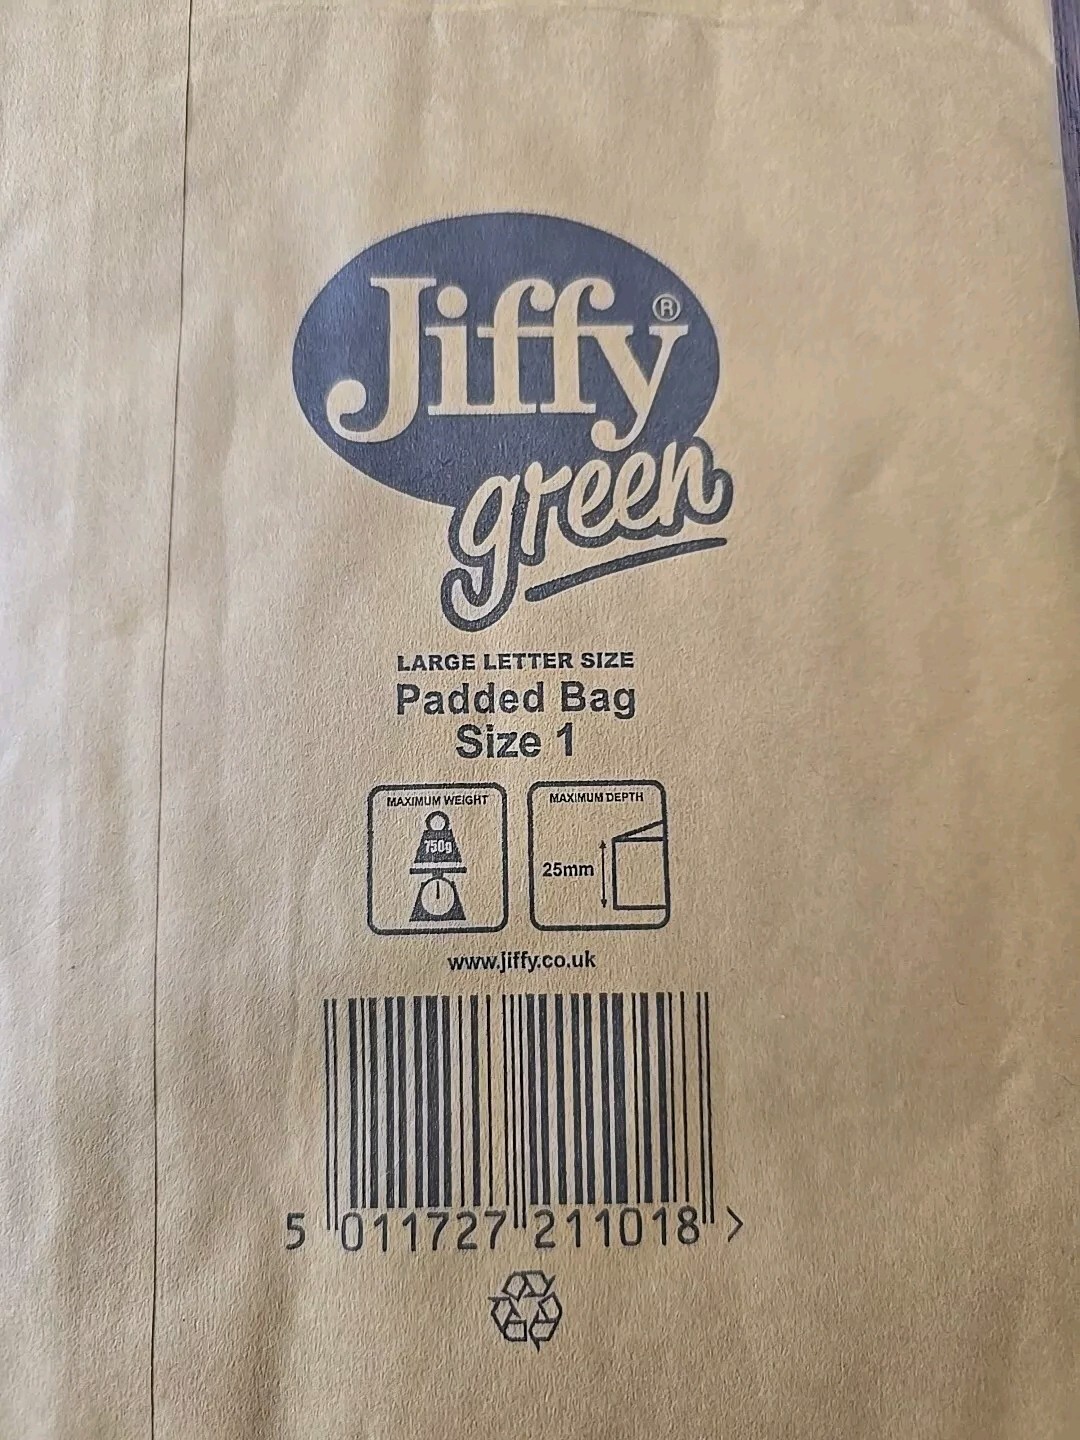 Jiffy®
green
LARGE LETTER SIZE
Padded Bag
Size 1
MAXIMUM WEIGHT
750g
MAXIMUM DEPTH
25mm
www.jiffy.co.uk
5 011727 211018 >